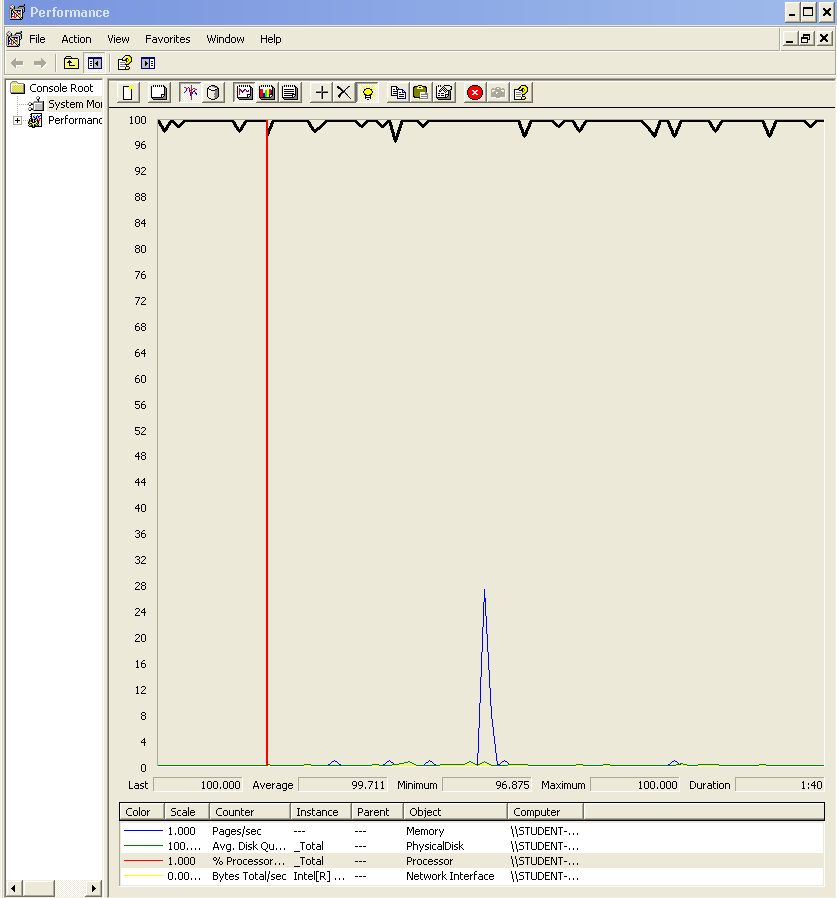 Performance
File Action View Favorites Window Help
Console Root
System Mo
Performanc
100
96
92
88
84
80
76
72
68
64
60
56
52
48
44
40
36
32
28
24
20
16
12
8
4
0
Last 100.000 Average 99.711 Minimum 96.875 Maximum 100.000 Duration 1:40
Color Scale Counter Instance Parent Object Computer
1.000 Pages/sec --- --- Memory \\STUDENT-...
100.... Avg. Disk Qu... _Total --- PhysicalDisk \\STUDENT-...
1.000 % Processor... _Total --- Processor \\STUDENT-...
0.00... Bytes Total/sec Intel[R] ... --- Network Interface \\STUDENT-...